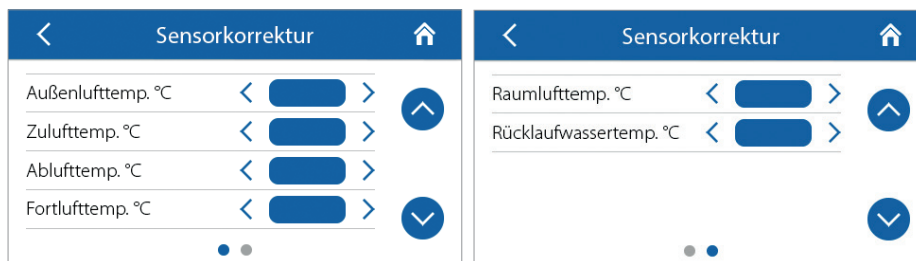 Sensorkorrektur
Außenlufttemp. °C
Zulufttemp. °C
Ablufttemp. °C
Fortlufttemp. °C
Sensorkorrektur
Raumlufttemp. °C
Rücklaufwassertemp. °C